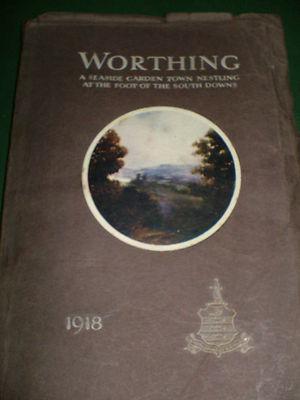 WORTHING
A SEASIDE GARDEN TOWN NESTLING
AT THE FOOT OF THE SOUTH DOWNS
1918